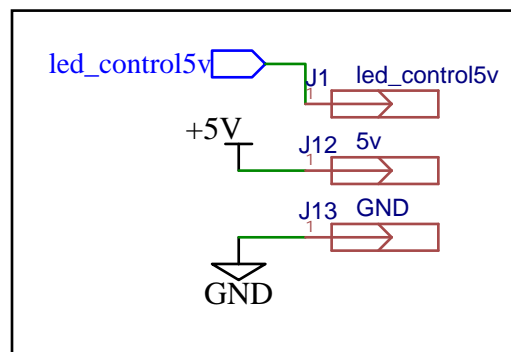 led_control5v
J1
led_control5v
1
+5V
J12
5v
1
J13
GND
1
GND